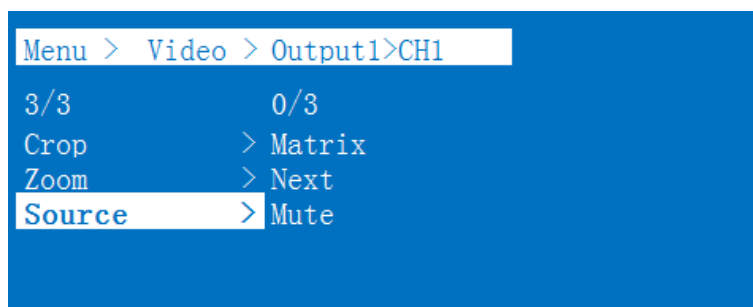 Menu > Video > Output1>CH1
3/3 0/3
Crop > Matrix
Zoom > Next
Source > Mute